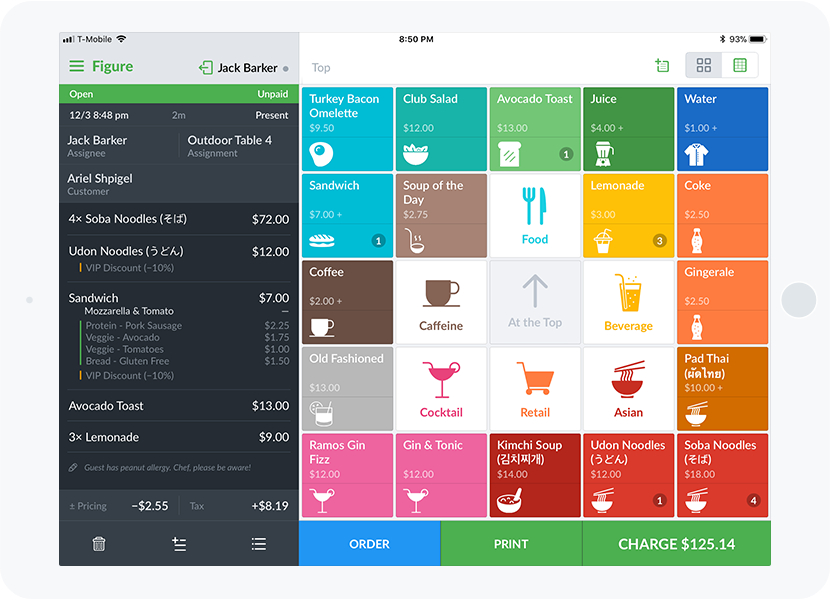 T-Mobile
8:50 PM
93%
Figure
Jack Barker
Top
Open
Unpaid
12/3 8:48 pm
2m
Present
Jack Barker
Assignee
Outdoor Table 4
Assignment
Ariel Shpigel
Customer
4× Soba Noodles (そば)
$72.00
Udon Noodles (うどん)
$12.00
VIP Discount (−10%)
Sandwich
$7.00
Mozzarella & Tomato
—
Protein - Pork Sausage
$2.25
Veggie - Avocado
$1.75
Veggie - Tomatoes
$1.00
Bread - Gluten Free
$1.50
VIP Discount (−10%)
Avocado Toast
$13.00
3× Lemonade
$9.00
Guest has peanut allergy. Chef, please be aware!
± Pricing
−$2.55
Tax
+$8.19
Turkey Bacon
Omelette
$9.50
Club Salad
$12.00
Avocado Toast
$13.00
1
Juice
$4.00 +
Water
$1.00 +
Sandwich
$7.00 +
1
Soup of the
Day
$2.75
Food
Lemonade
$3.00
3
Coke
$2.50
Coffee
$2.00 +
Caffeine
At the Top
Beverage
Gingerale
$2.50
Old Fashioned
$13.00
Cocktail
Retail
Asian
Pad Thai
(ผัดไทย)
$10.00 +
Ramos Gin
Fizz
$12.00
Gin & Tonic
$12.00
Kimchi Soup
(김치찌개)
$14.00
Udon Noodles
(うどん)
$12.00
1
Soba Noodles
(そば)
$18.00
4
ORDER
PRINT
CHARGE $125.14